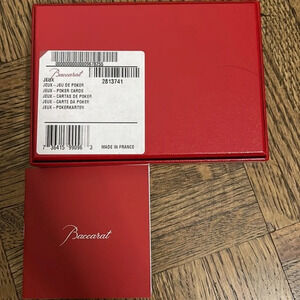 Baccarat
JEUX
2813741
JEUX - JEU DE POKER
JEUX - POKER CARDS
JEUX - CARTAS DE POKER
JEUX - CARTE DA POKER
JEUX - POKERKARTEN
MADE IN FRANCE
Baccarat